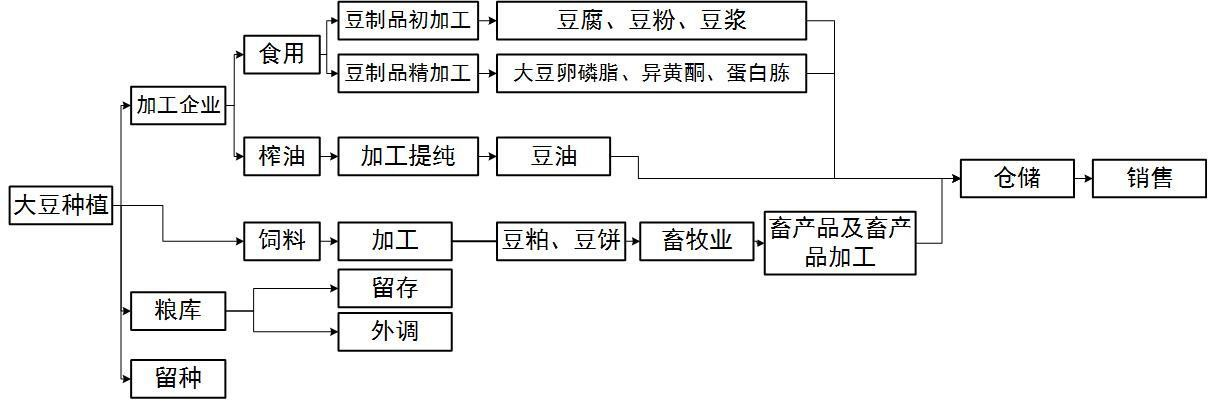 豆制品初加工
豆腐、豆粉、豆浆
食用
豆制品精加工
大豆卵磷脂、异黄酮、蛋白胨
加工企业
榨油
加工提纯
豆油
仓储
销售
大豆种植
饲料
加工
豆粕、豆饼
畜牧业
畜产品及畜产
品加工
粮库
留存
外调
留种